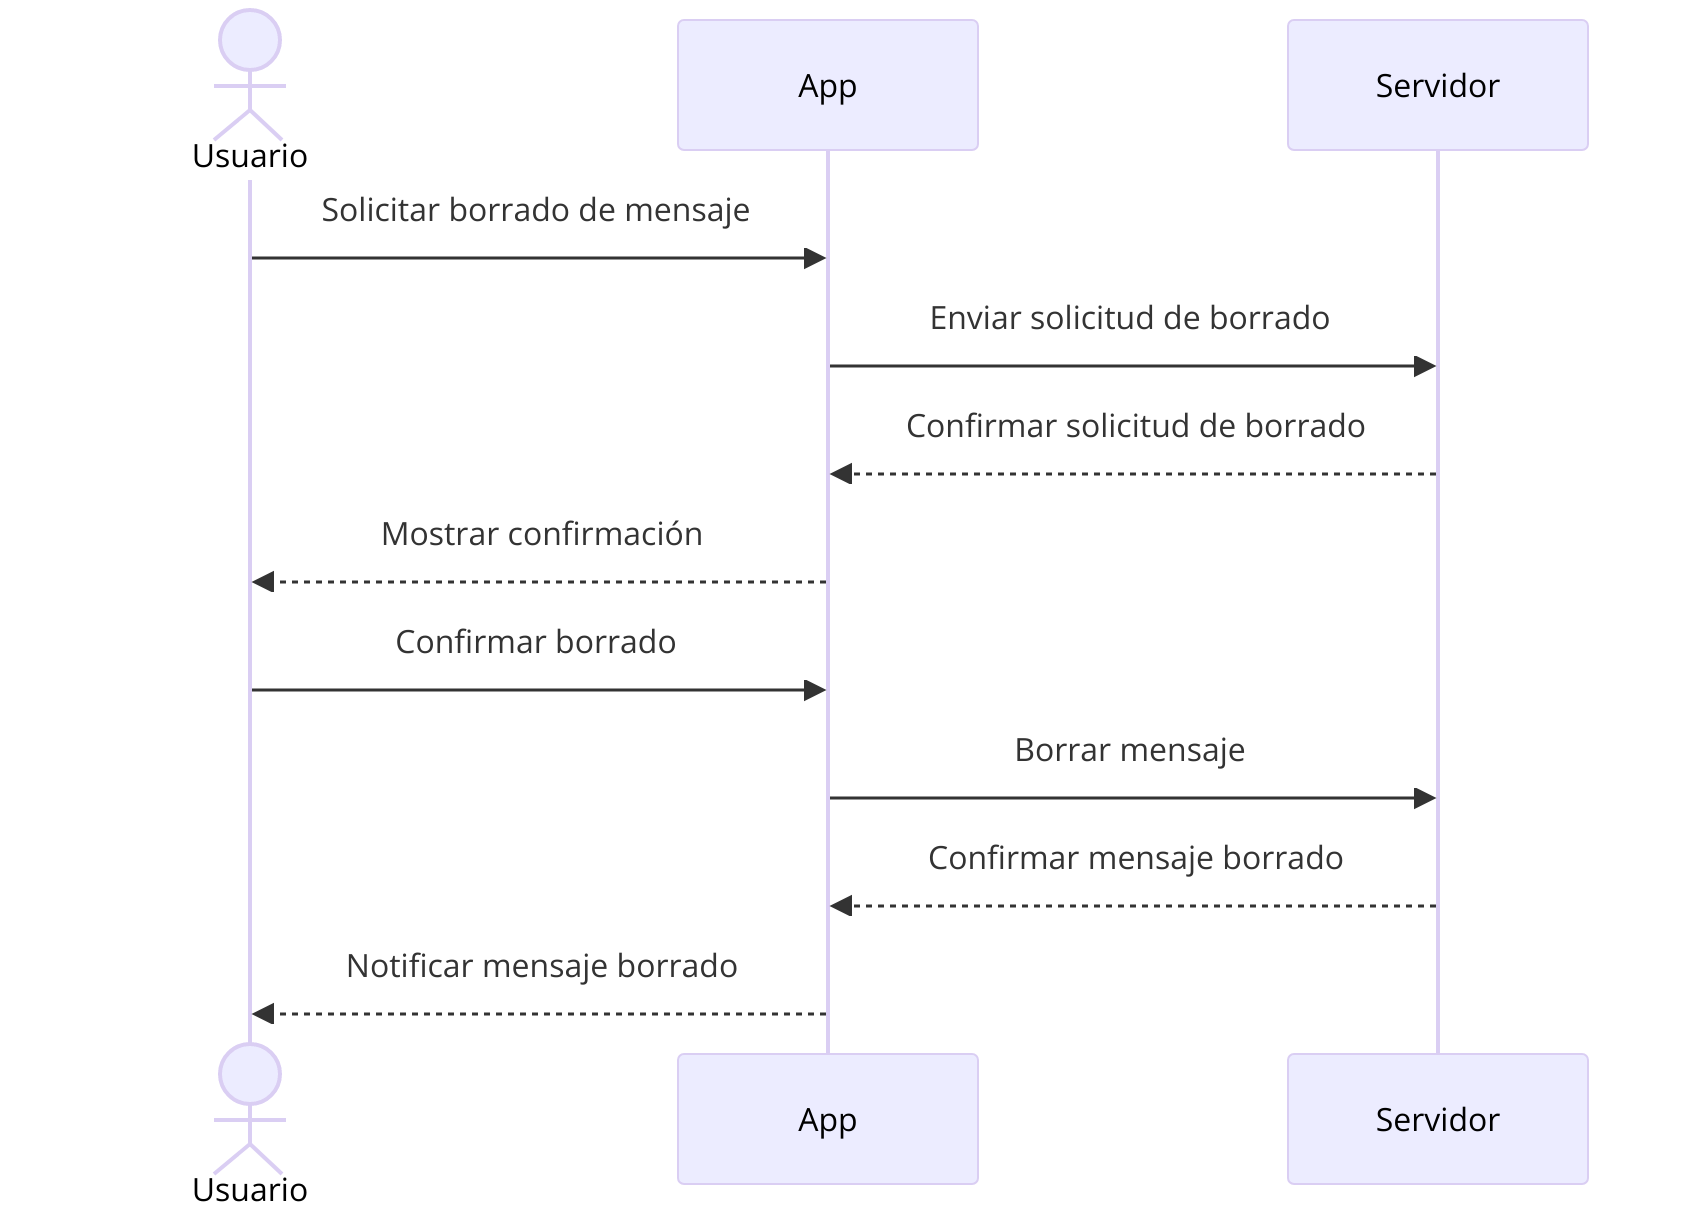 Usuario
App
Servidor
Solicitar borrado de mensaje
Enviar solicitud de borrado
Confirmar solicitud de borrado
Mostrar confirmación
Confirmar borrado
Borrar mensaje
Confirmar mensaje borrado
Notificar mensaje borrado
Usuario
App
Servidor